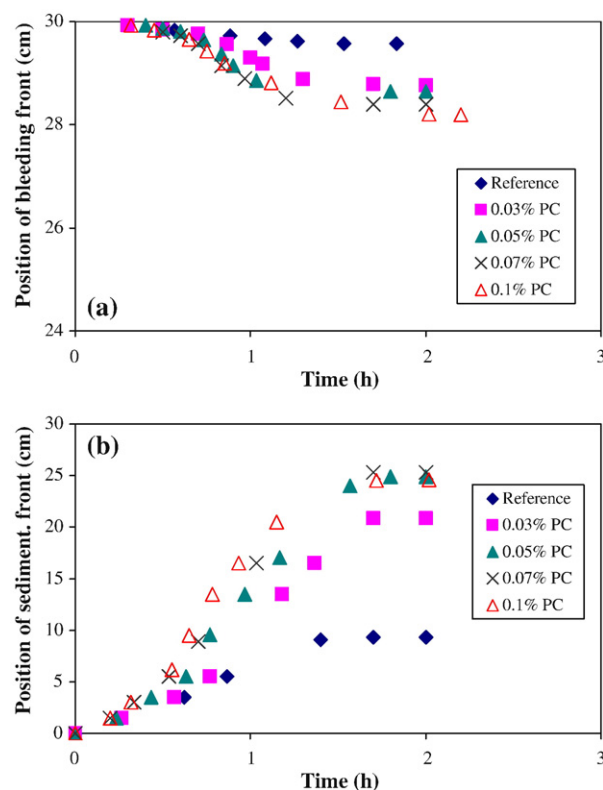 Position of bleeding front (cm)
30
28
26
24
Reference
0.03% PC
0.05% PC
0.07% PC
0.1% PC
(a)
0 1 2 3
Time (h)
Position of sediment. front (cm)
30
25
20
15
10
5
0
(b)
Reference
0.03% PC
0.05% PC
0.07% PC
0.1% PC
0 1 2 3
Time (h)